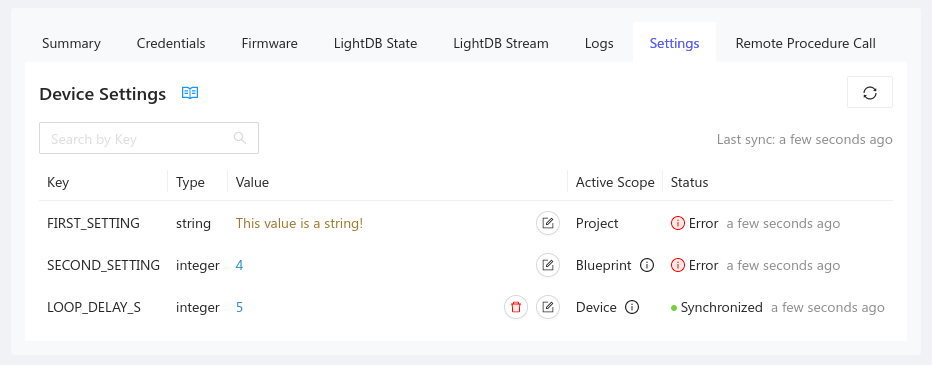 Summary Credentials Firmware LightDB State LightDB Stream Logs Settings Remote Procedure Call
Device Settings
Search by Key Last sync: a few seconds ago
Key Type Value Active Scope Status
FIRST_SETTING string This value is a string! Project Error a few seconds ago
SECOND_SETTING integer 4 Blueprint Error a few seconds ago
LOOP_DELAY_S integer 5 Device Synchronized a few seconds ago